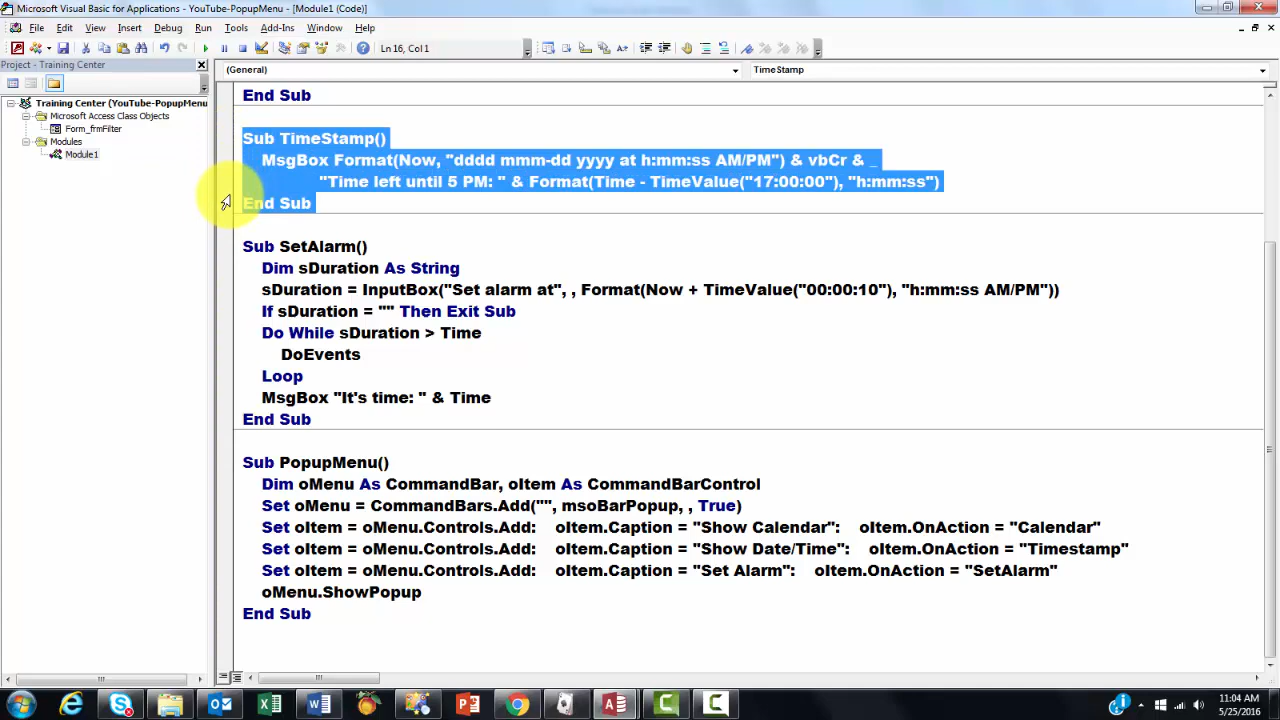 Microsoft Visual Basic for Applications - YouTube-PopupMenu - [Module1 (Code)]
File Edit View Insert Debug Run Tools Add-Ins Window Help
Ln 16, Col 1
Project - Training Center
(General)
TimeStamp
Training Center (YouTube-PopupMenu
Microsoft Access Class Objects
Form_frmFilter
Modules
Module1
End Sub
Sub TimeStamp()
MsgBox Format(Now, "dddd mmm-dd yyyy at h:mm:ss AM/PM") & vbCr & _
"Time left until 5 PM: " & Format(Time - TimeValue("17:00:00"), "h:mm:ss")
End Sub
Sub SetAlarm()
Dim sDuration As String
sDuration = InputBox("Set alarm at", , Format(Now + TimeValue("00:00:10"), "h:mm:ss AM/PM"))
If sDuration = "" Then Exit Sub
Do While sDuration > Time
DoEvents
Loop
MsgBox "It's time: " & Time
End Sub
Sub PopupMenu()
Dim oMenu As CommandBar, oItem As CommandBarControl
Set oMenu = CommandBars.Add("", msoBarPopup, , True)
Set oItem = oMenu.Controls.Add: oItem.Caption = "Show Calendar": oItem.OnAction = "Calendar"
Set oItem = oMenu.Controls.Add: oItem.Caption = "Show Date/Time": oItem.OnAction = "Timestamp"
Set oItem = oMenu.Controls.Add: oItem.Caption = "Set Alarm": oItem.OnAction = "SetAlarm"
oMenu.ShowPopup
End Sub
11:04 AM
5/25/2016